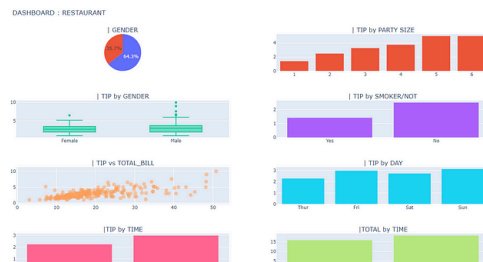 DASHBOARD : RESTAURANT
| GENDER
35.7%
64.3%
| TIP by PARTY SIZE
4
2
0
1 2 3 4 5 6
| TIP by GENDER
10
5
Female Male
| TIP by SMOKER/NOT
2
1
0
Yes No
| TIP vs TOTAL_BILL
10
5
0
0 10 20 30 40 50
| TIP by DAY
3
2
1
0
Thur Fri Sat Sun
|TIP by TIME
3
2
1
|TOTAL by TIME
15
10